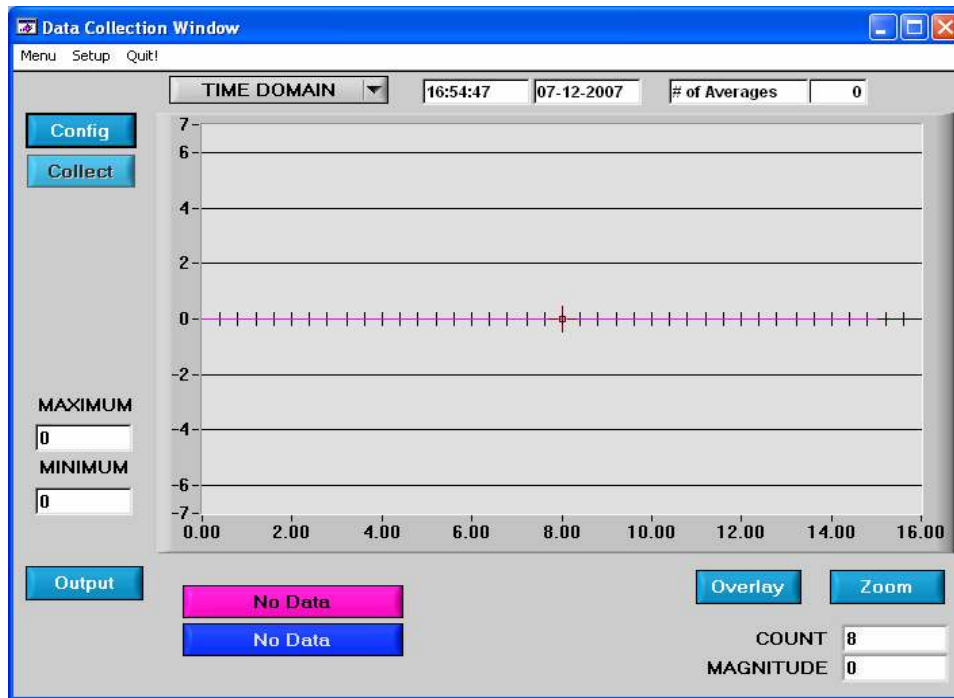 Data Collection Window
Menu Setup Quit!
TIME DOMAIN 16:54:47 07-12-2007 # of Averages 0
Config
Collect
7
6
4
2
0
-2
-4
-6
-7
0.00 2.00 4.00 6.00 8.00 10.00 12.00 14.00 16.00
MAXIMUM
0
MINIMUM
0
Output
No Data
No Data
Overlay Zoom
COUNT 8
MAGNITUDE 0